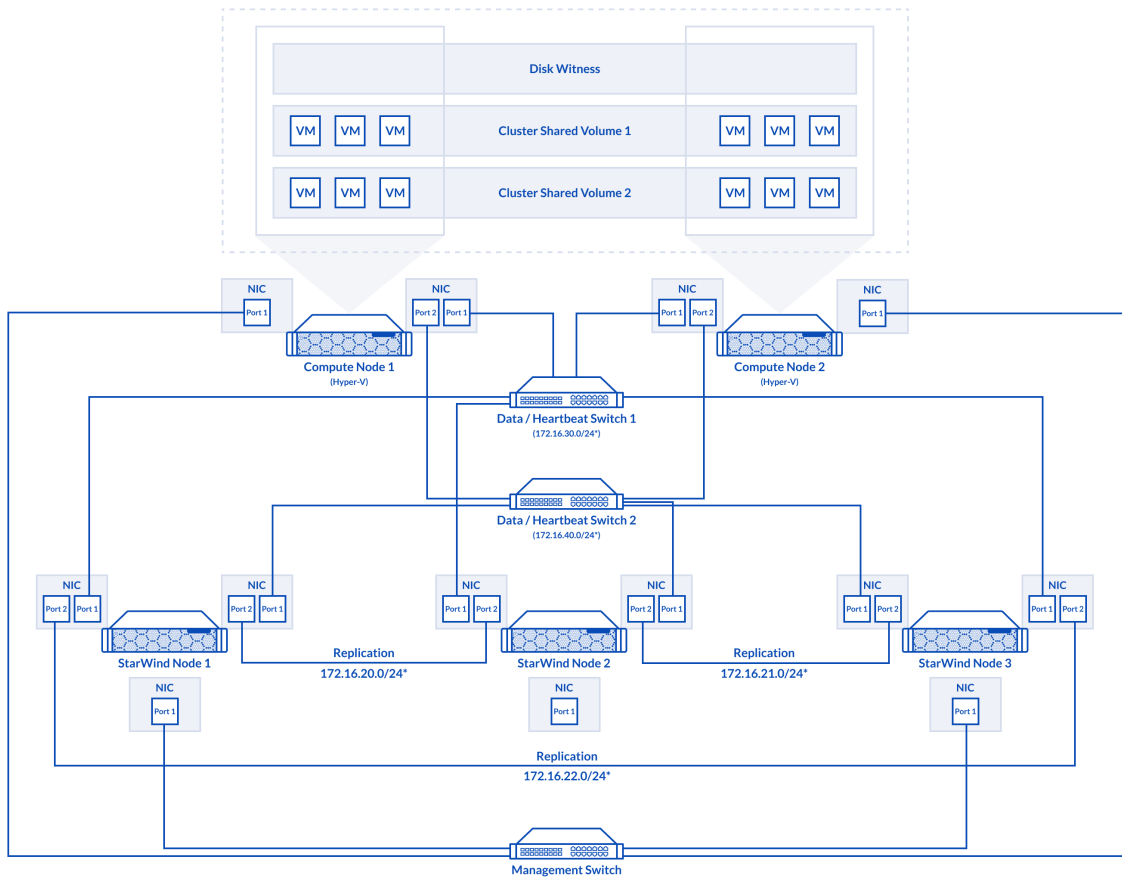 Disk Witness
VM VM VM Cluster Shared Volume 1 VM VM VM
VM VM VM Cluster Shared Volume 2 VM VM VM
NIC NIC NIC NIC
Port 1 Port 2 Port 1 Port 1 Port 2 Port 1
Compute Node 1 Compute Node 2
(Hyper-V) (Hyper-V)
Data / Heartbeat Switch 1
(172.16.30.0/24*)
Data / Heartbeat Switch 2
(172.16.40.0/24*)
NIC NIC NIC NIC NIC NIC
Port 2 Port 1 Port 2 Port 1 Port 1 Port 2 Port 2 Port 1 Port 1 Port 2 Port 1 Port 2
StarWind Node 1 Replication StarWind Node 2 Replication StarWind Node 3
172.16.20.0/24* 172.16.21.0/24*
NIC NIC NIC
Port 1 Port 1 Port 1
Replication
172.16.22.0/24*
Management Switch